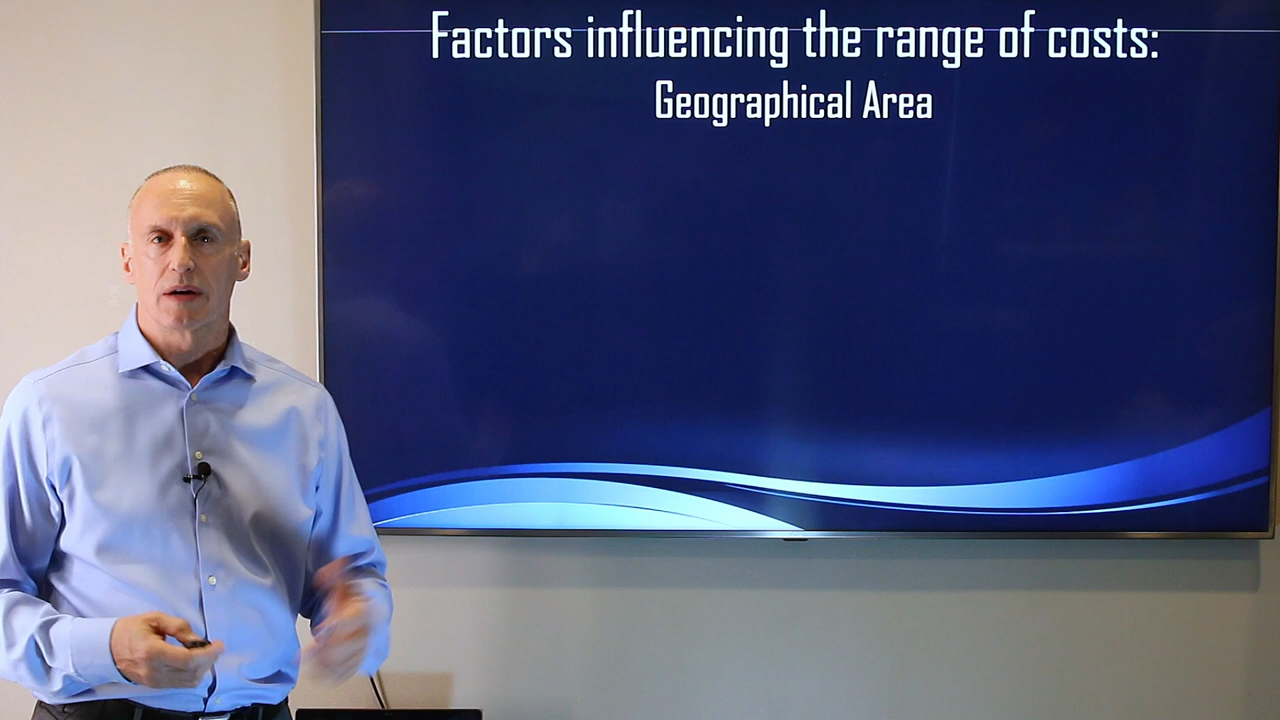 Factors influencing the range of costs:
Geographical Area